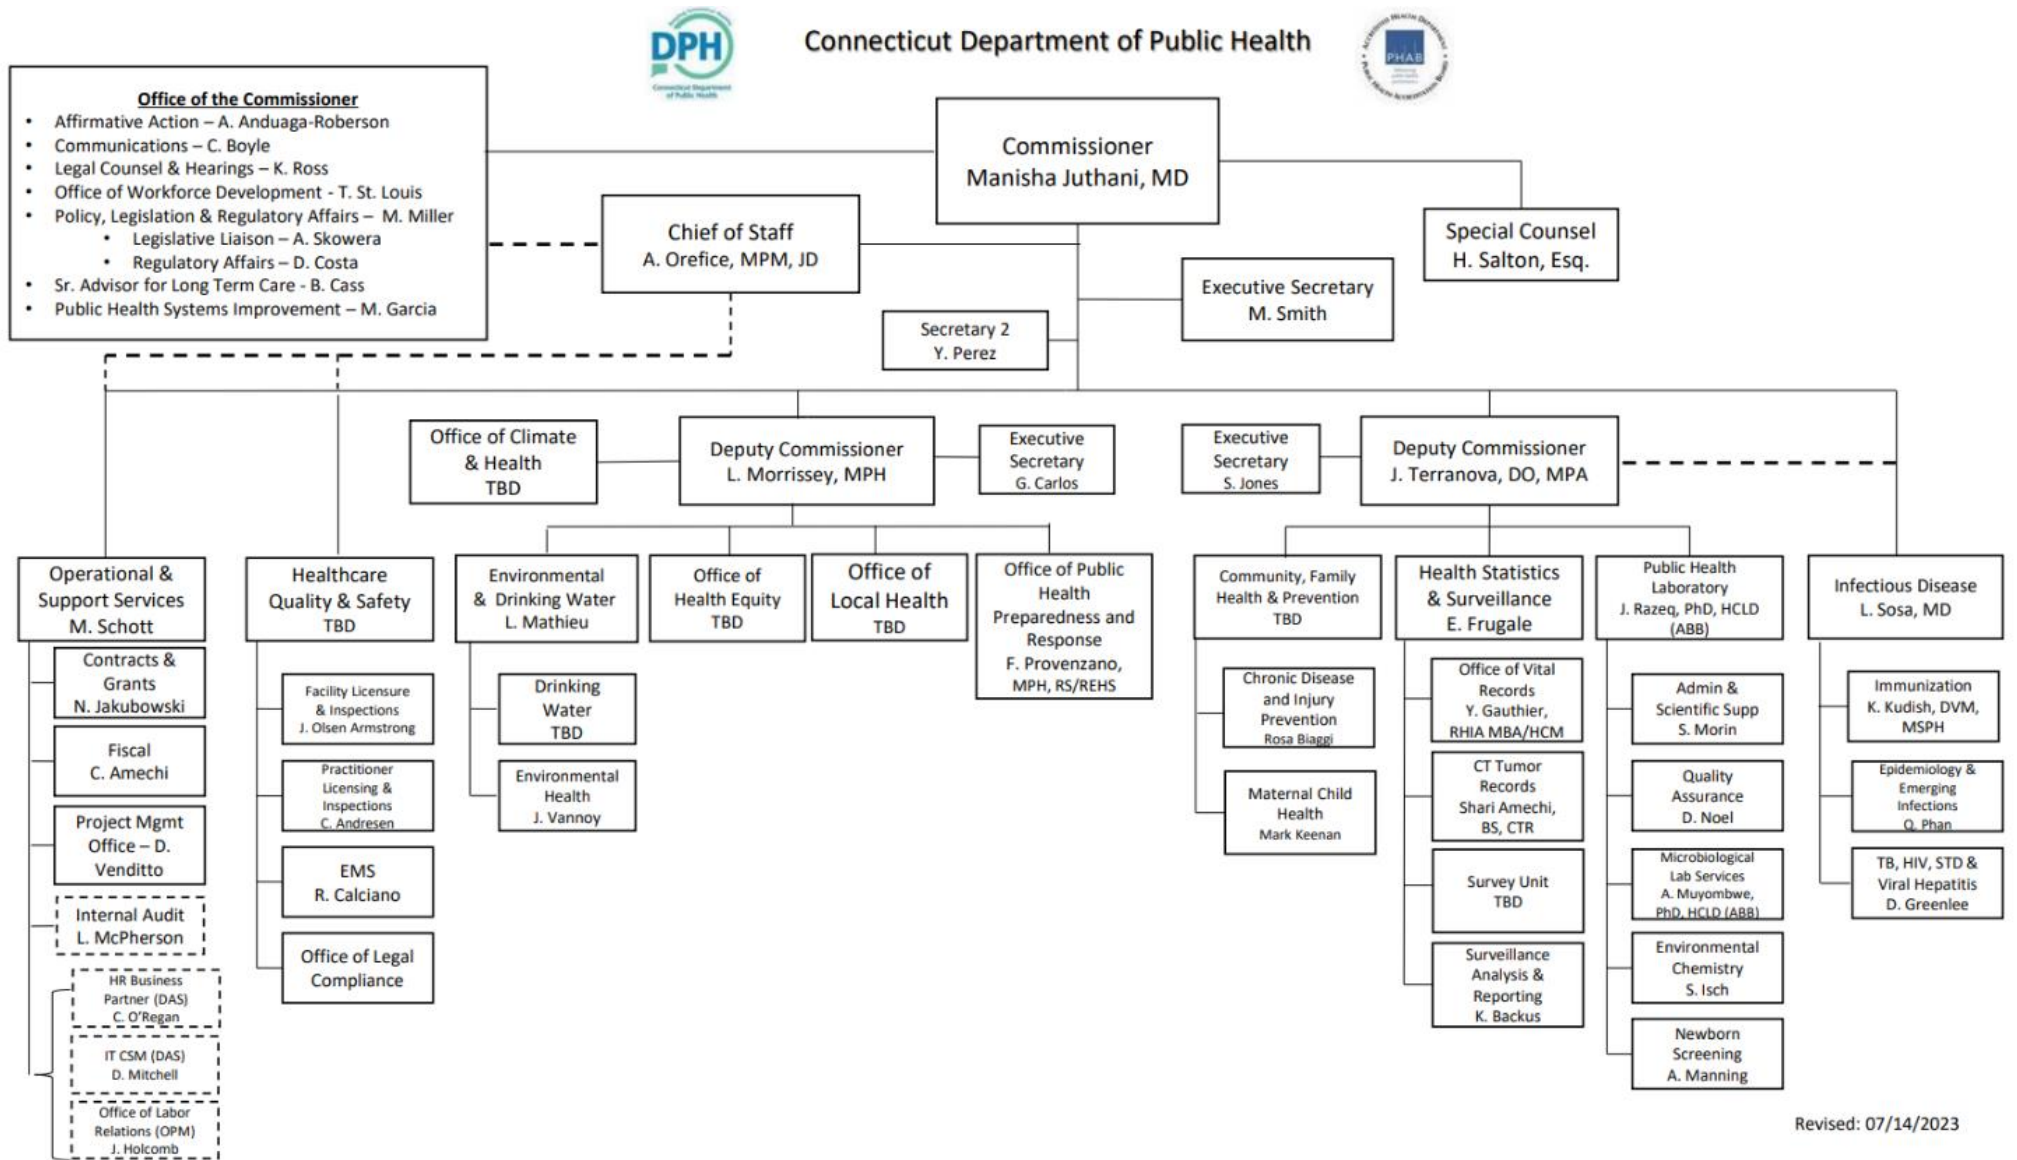 DPH
Connecticut Department
of Public Health
Connecticut Department of Public Health
PHAB
Office of the Commissioner
• Affirmative Action – A. Anduaga-Roberson
• Communications – C. Boyle
• Legal Counsel & Hearings – K. Ross
• Office of Workforce Development - T. St. Louis
• Policy, Legislation & Regulatory Affairs – M. Miller
• Legislative Liaison – A. Skowera
• Regulatory Affairs – D. Costa
• Sr. Advisor for Long Term Care - B. Cass
• Public Health Systems Improvement – M. Garcia
Commissioner
Manisha Juthani, MD
Chief of Staff
A. Orefice, MPM, JD
Special Counsel
H. Salton, Esq.
Executive Secretary
M. Smith
Secretary 2
Y. Perez
Office of Climate
& Health
TBD
Deputy Commissioner
L. Morrissey, MPH
Executive
Secretary
G. Carlos
Executive
Secretary
S. Jones
Deputy Commissioner
J. Terranova, DO, MPA
Operational &
Support Services
M. Schott
Contracts &
Grants
N. Jakubowski
Fiscal
C. Amechi
Project Mgmt
Office – D.
Venditto
Internal Audit
L. McPherson
HR Business
Partner (DAS)
C. O’Regan
IT CSM (DAS)
D. Mitchell
Office of Labor
Relations (OPM)
J. Holcomb
Healthcare
Quality & Safety
TBD
Facility Licensure
& Inspections
J. Olsen Armstrong
Practitioner
Licensing &
Inspections
C. Andresen
EMS
R. Calciano
Office of Legal
Compliance
Environmental
& Drinking Water
L. Mathieu
Drinking
Water
TBD
Environmental
Health
J. Vannoy
Office of
Health Equity
TBD
Office of
Local Health
TBD
Office of Public
Health
Preparedness and
Response
F. Provenzano,
MPH, RS/REHS
Community, Family
Health & Prevention
TBD
Chronic Disease
and Injury
Prevention
Rosa Biaggi
Maternal Child
Health
Mark Keenan
Health Statistics
& Surveillance
E. Frugale
Office of Vital
Records
Y. Gauthier,
RHIA MBA/HCM
CT Tumor
Records
Shari Amechi,
BS, CTR
Survey Unit
TBD
Surveillance
Analysis &
Reporting
K. Backus
Public Health
Laboratory
J. Razeq, PhD, HCLD
(ABB)
Admin &
Scientific Supp
S. Morin
Quality
Assurance
D. Noel
Microbiological
Lab Services
A. Muyombwe,
PhD, HCLD (ABB)
Environmental
Chemistry
S. Isch
Newborn
Screening
A. Manning
Infectious Disease
L. Sosa, MD
Immunization
K. Kudish, DVM,
MSPH
Epidemiology &
Emerging
Infections
Q. Phan
TB, HIV, STD &
Viral Hepatitis
D. Greenlee
Revised: 07/14/2023